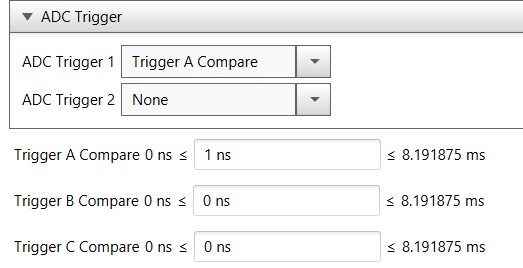 ADC Trigger
ADC Trigger 1 Trigger A Compare
ADC Trigger 2 None
Trigger A Compare 0 ns ≤ 1 ns ≤ 8.191875 ms
Trigger B Compare 0 ns ≤ 0 ns ≤ 8.191875 ms
Trigger C Compare 0 ns ≤ 0 ns ≤ 8.191875 ms